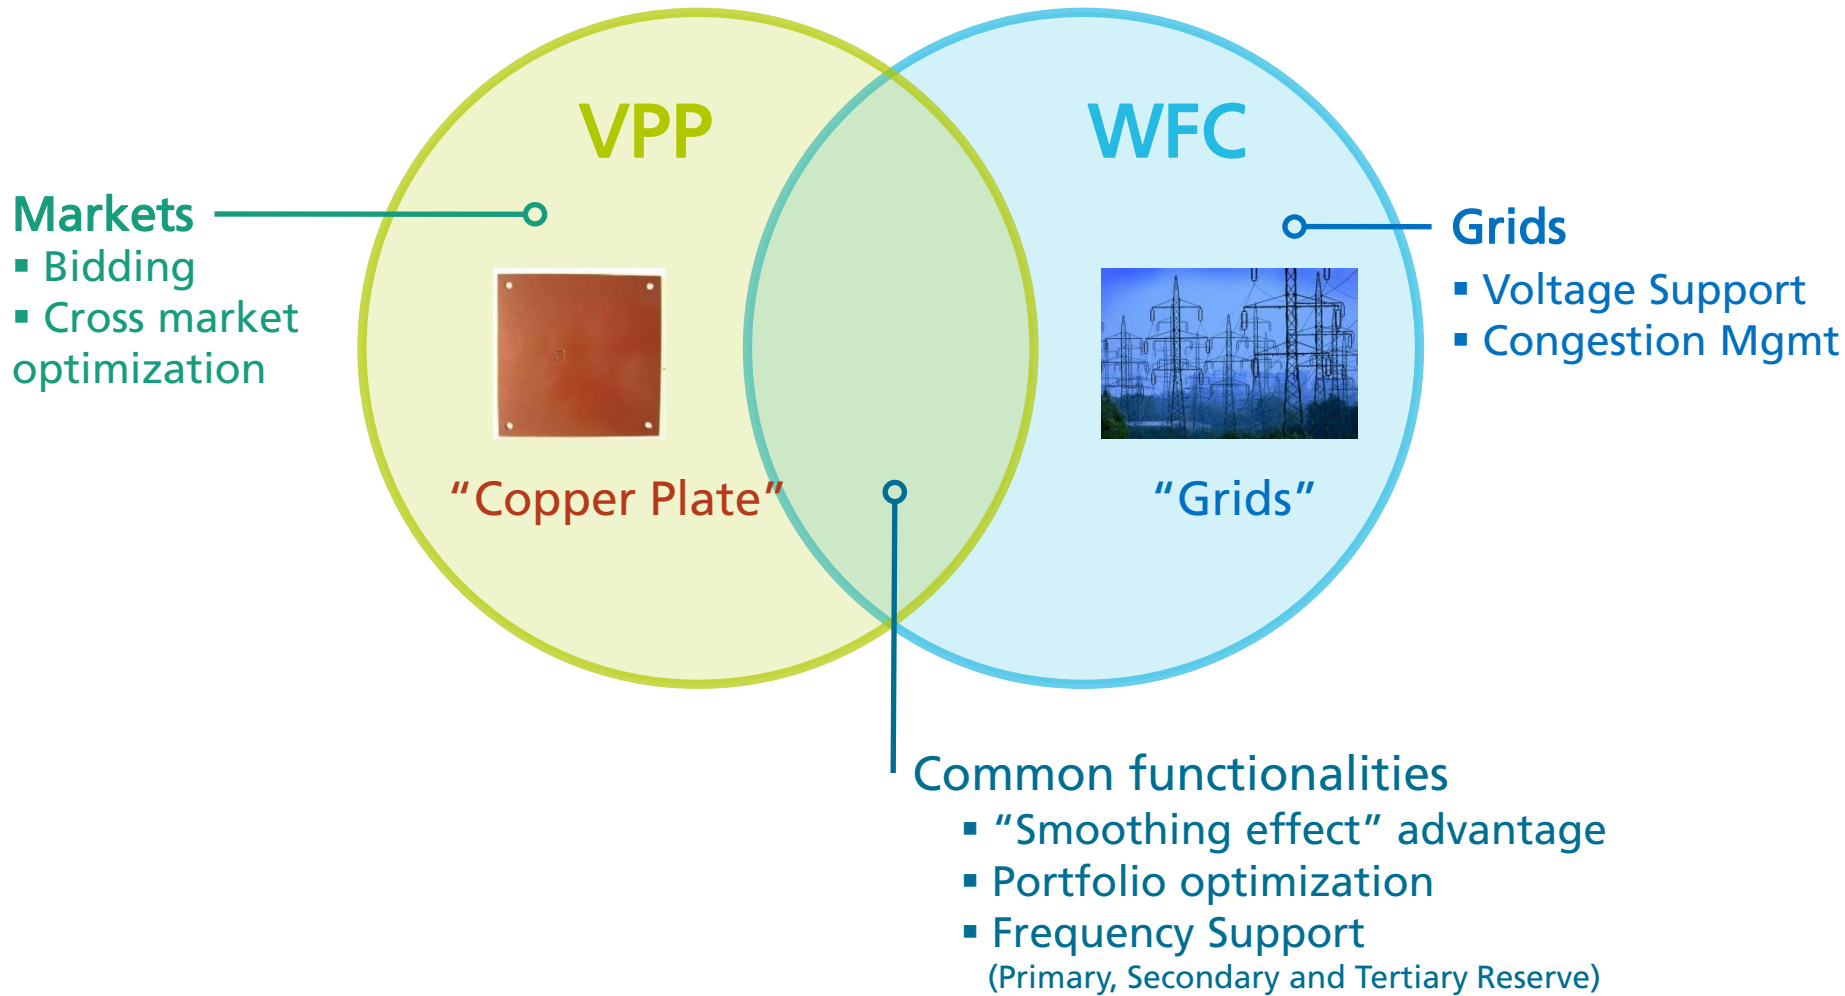 VPP
WFC
Markets
▪ Bidding
▪ Cross market
optimization
Grids
▪ Voltage Support
▪ Congestion Mgmt
“Copper Plate”
“Grids”
Common functionalities
▪ “Smoothing effect” advantage
▪ Portfolio optimization
▪ Frequency Support
(Primary, Secondary and Tertiary Reserve)